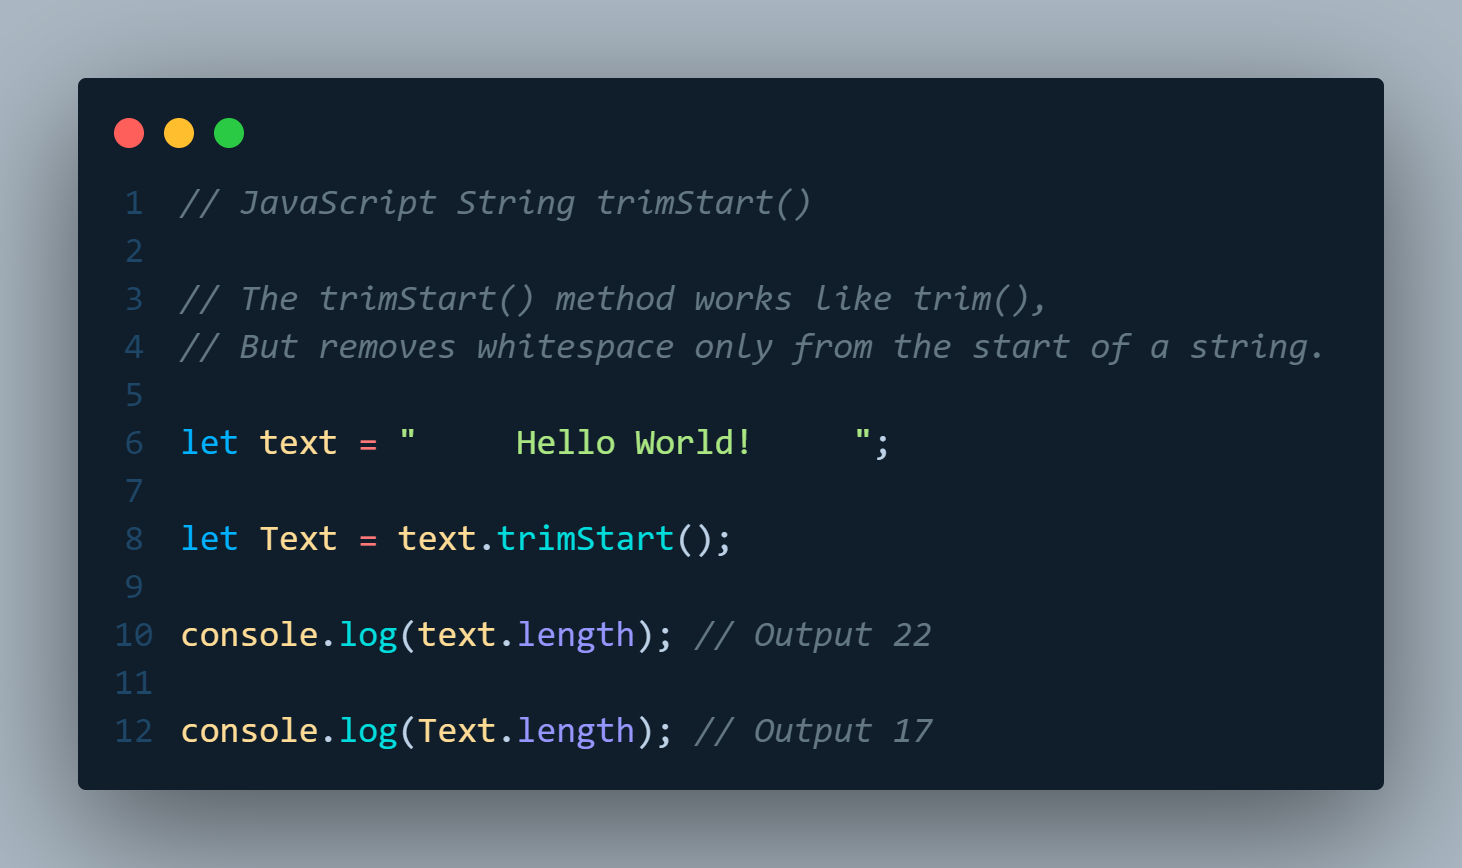 1 // JavaScript String trimStart()
2
3 // The trimStart() method works like trim(),
4 // But removes whitespace only from the start of a string.
5
6 let text = "     Hello World!     ";
7
8 let Text = text.trimStart();
9
10 console.log(text.length); // Output 22
11
12 console.log(Text.length); // Output 17